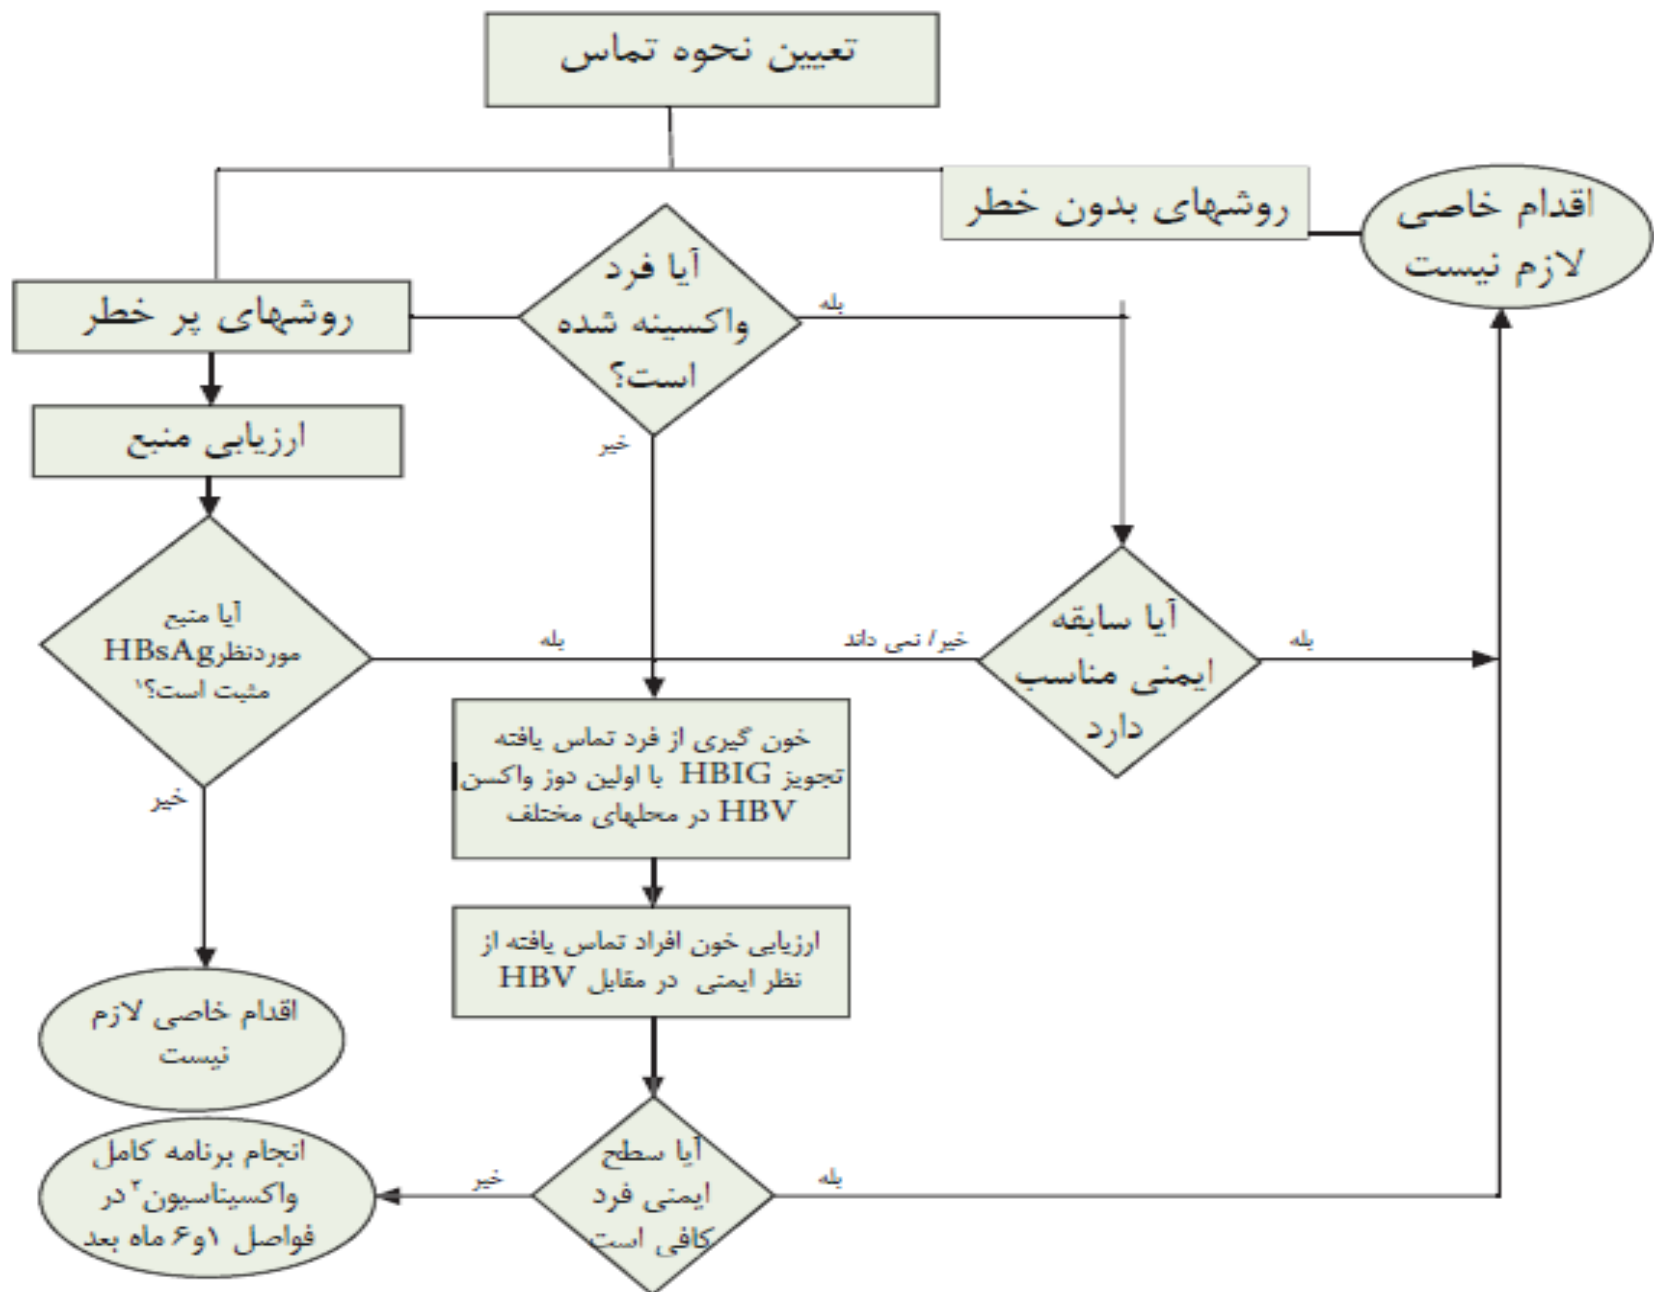 تعیین نحوه تماس
روشهای بدون خطر
اقدام خاصی
لازم نیست
آیا فرد
واکسینه شده
است؟
بله
خیر
روشهای پر خطر
ارزیابی منبع
آیا منبع
موردنظرHBsAg
مثبت است؟۱
بله
خیر
آیا سابقه
ایمنی مناسب
دارد
خیر/ نمی داند
بله
خون گیری از فرد تماس یافته
تجویز HBIG با اولین دوز واکسن
HBV در محلهای مختلف
ارزیابی خون افراد تماس یافته از
نظر ایمنی در مقابل HBV
اقدام خاصی لازم
نیست
آیا سطح
ایمنی فرد
کافی است
بله
خیر
انجام برنامه کامل
واکسیناسیون۲ در
فواصل ۱و۶ ماه بعد